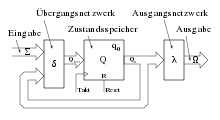 Übergangsnetzwerk Ausgangsnetzwerk
Eingabe Zustandsspeicher Ausgabe
Σ δ Q q₀ λ Ω
R
Takt Reset